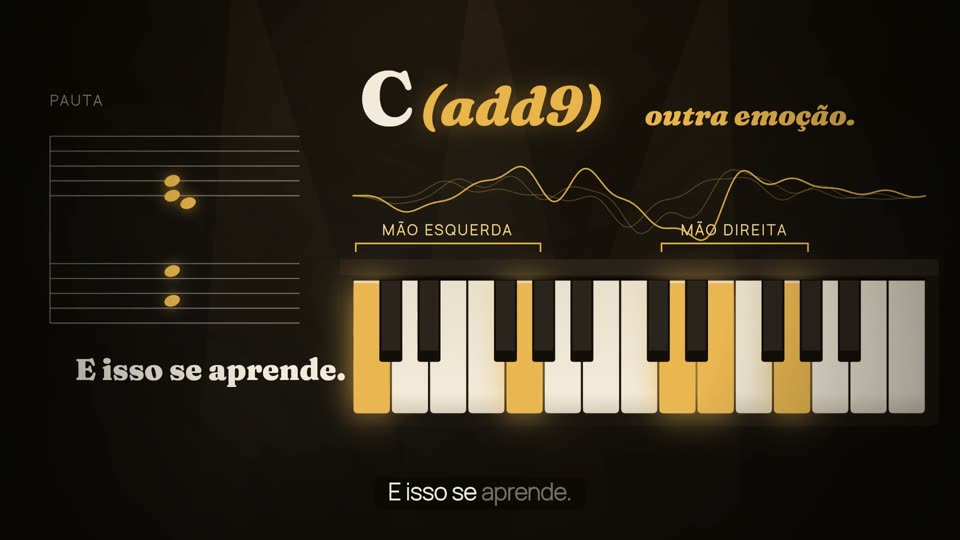 PAUTA
C (add9) outra emoção.
MÃO ESQUERDA MÃO DIREITA
E isso se aprende.
E isso se aprende.